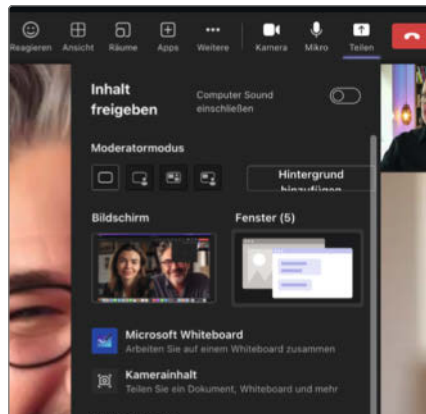 Reagieren Ansicht Räume Apps Weitere Kamera Mikro Teilen
Inhalt
freigeben
Computer Sound
einschließen
Moderatormodus
Hintergrund
hinzufügen
Bildschirm Fenster (5)
Microsoft Whiteboard
Arbeiten Sie auf einem Whiteboard zusammen
Kamerainhalt
Teilen Sie ein Dokument, Whiteboard und mehr